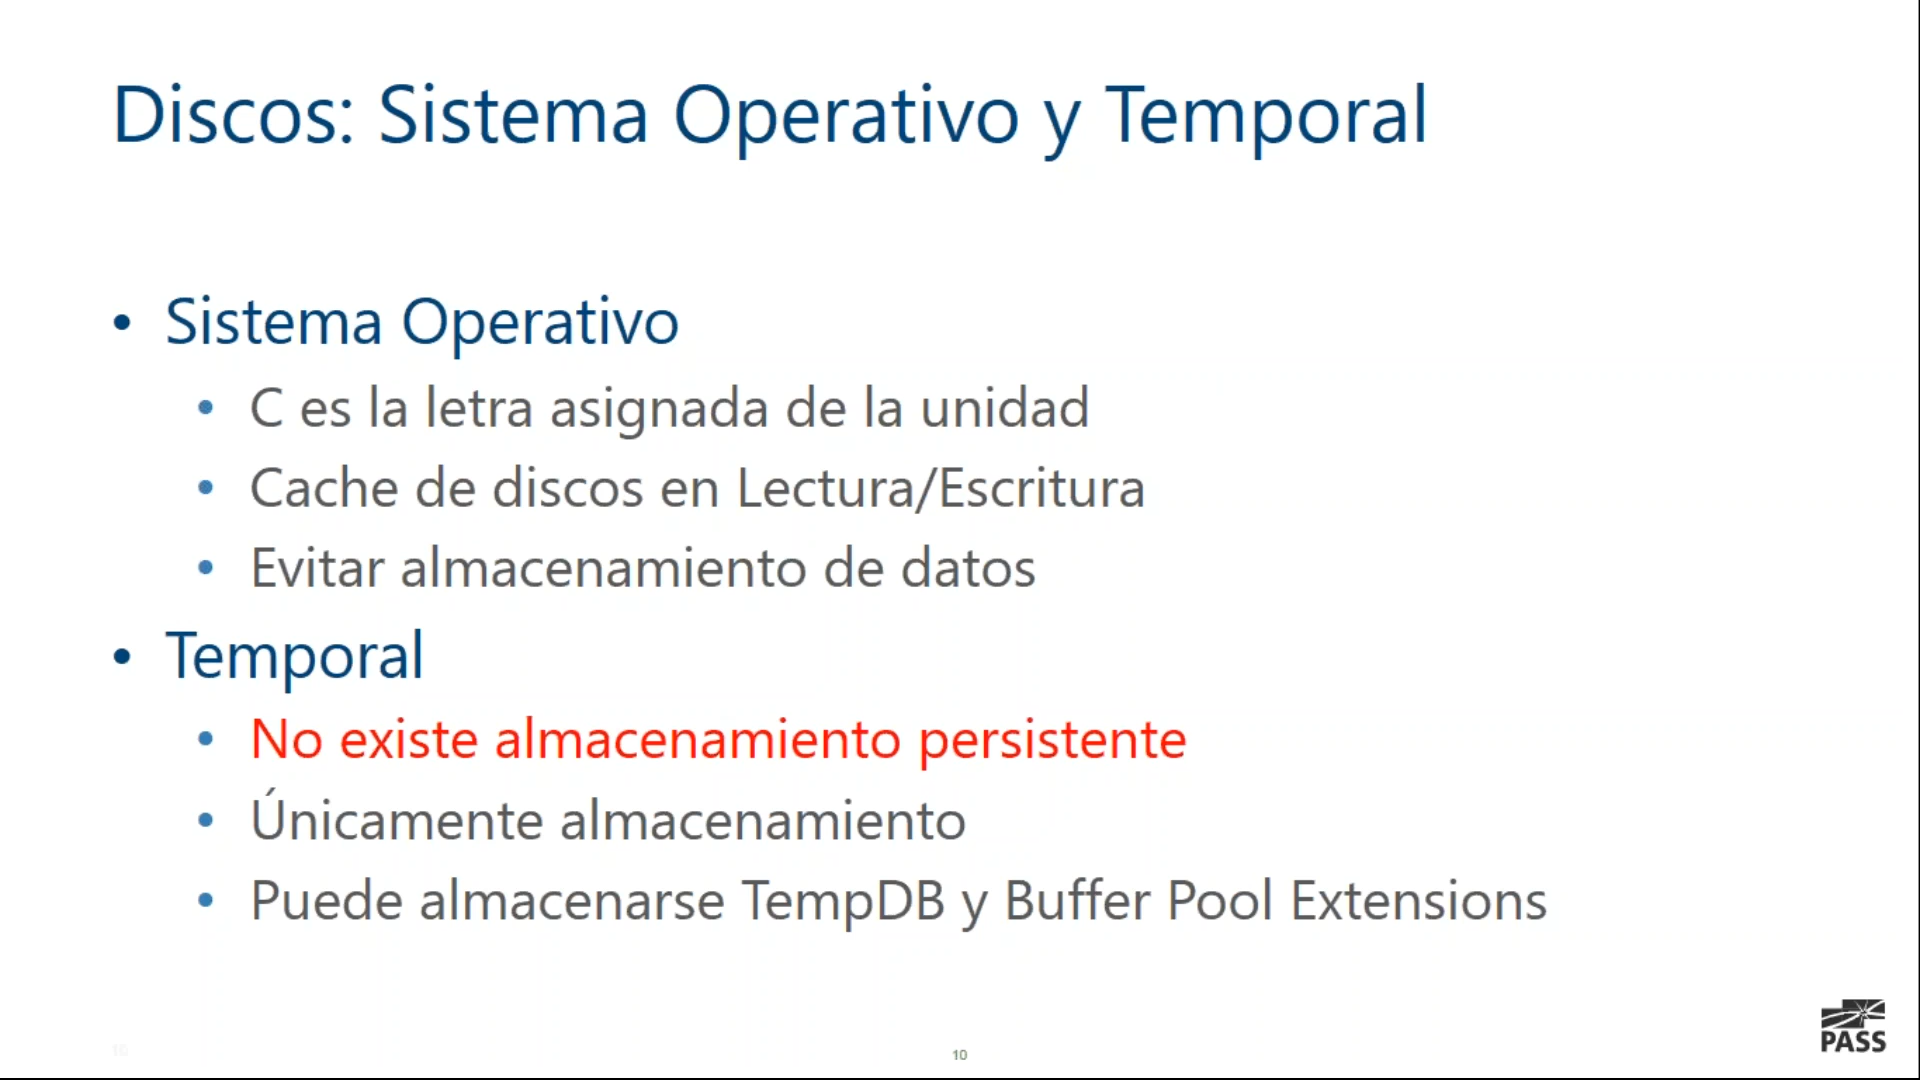 Discos: Sistema Operativo y Temporal
• Sistema Operativo
• C es la letra asignada de la unidad
• Cache de discos en Lectura/Escritura
• Evitar almacenamiento de datos
• Temporal
• No existe almacenamiento persistente
• Únicamente almacenamiento
• Puede almacenarse TempDB y Buffer Pool Extensions
10
10
PASS